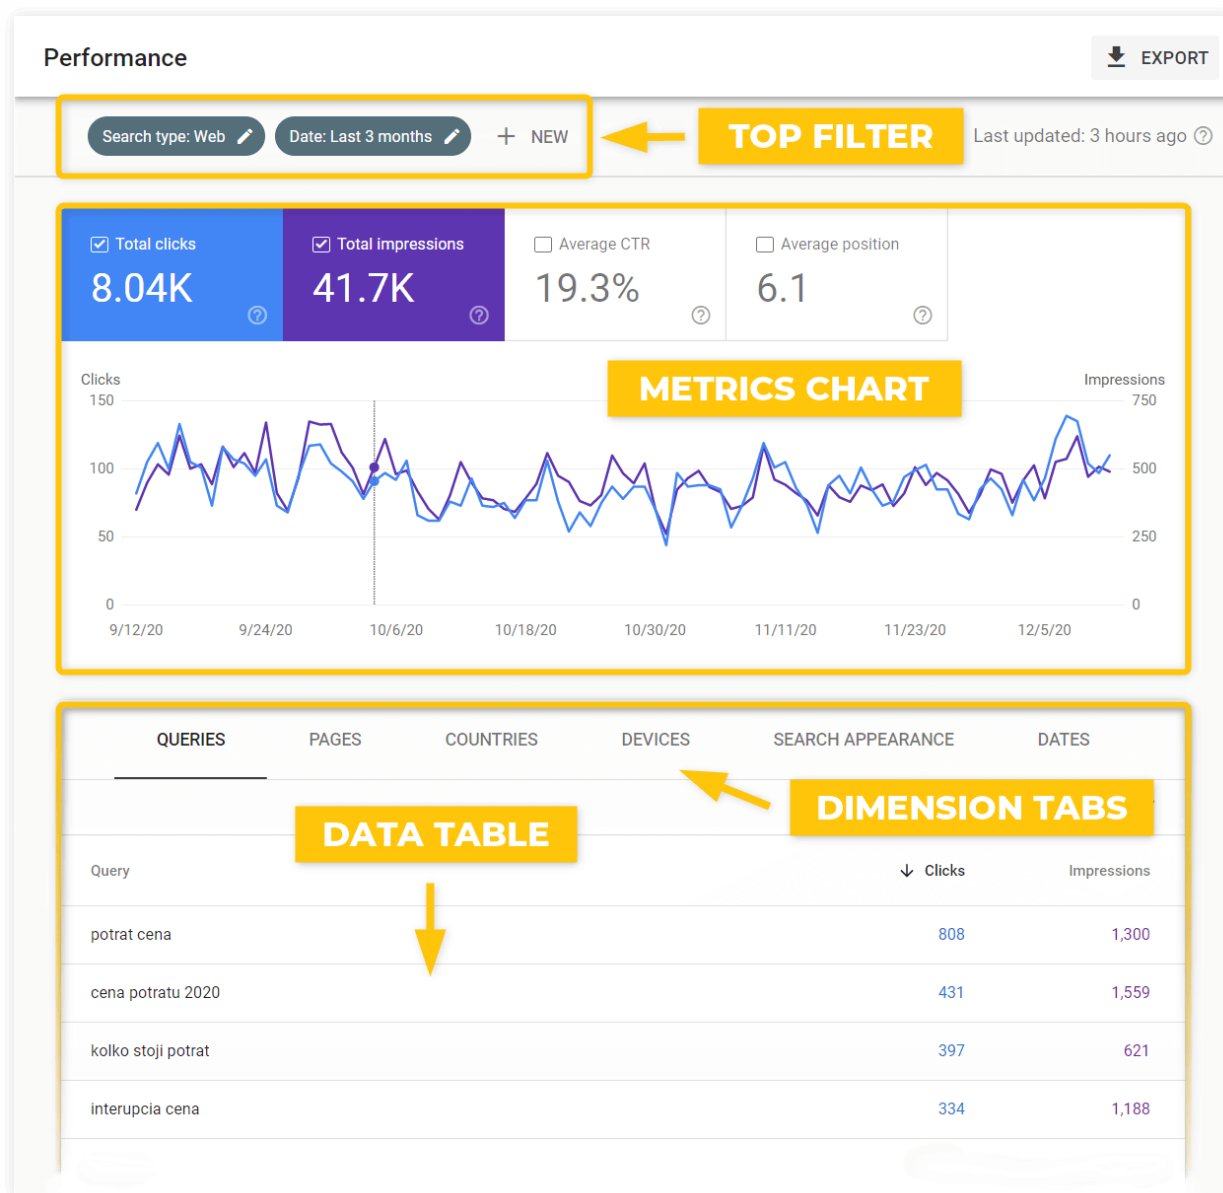 Performance
EXPORT
Search type: Web
Date: Last 3 months
NEW
TOP FILTER
Last updated: 3 hours ago
Total clicks
8.04K
Total impressions
41.7K
Average CTR
19.3%
Average position
6.1
METRICS CHART
Clicks
Impressions
150
750
100
500
50
250
0
0
9/12/20
9/24/20
10/6/20
10/18/20
10/30/20
11/11/20
11/23/20
12/5/20
QUERIES
PAGES
COUNTRIES
DEVICES
SEARCH APPEARANCE
DATES
DIMENSION TABS
DATA TABLE
Query
Clicks
Impressions
potrat cena
808
1,300
cena potratu 2020
431
1,559
kolko stoji potrat
397
621
interupcia cena
334
1,188